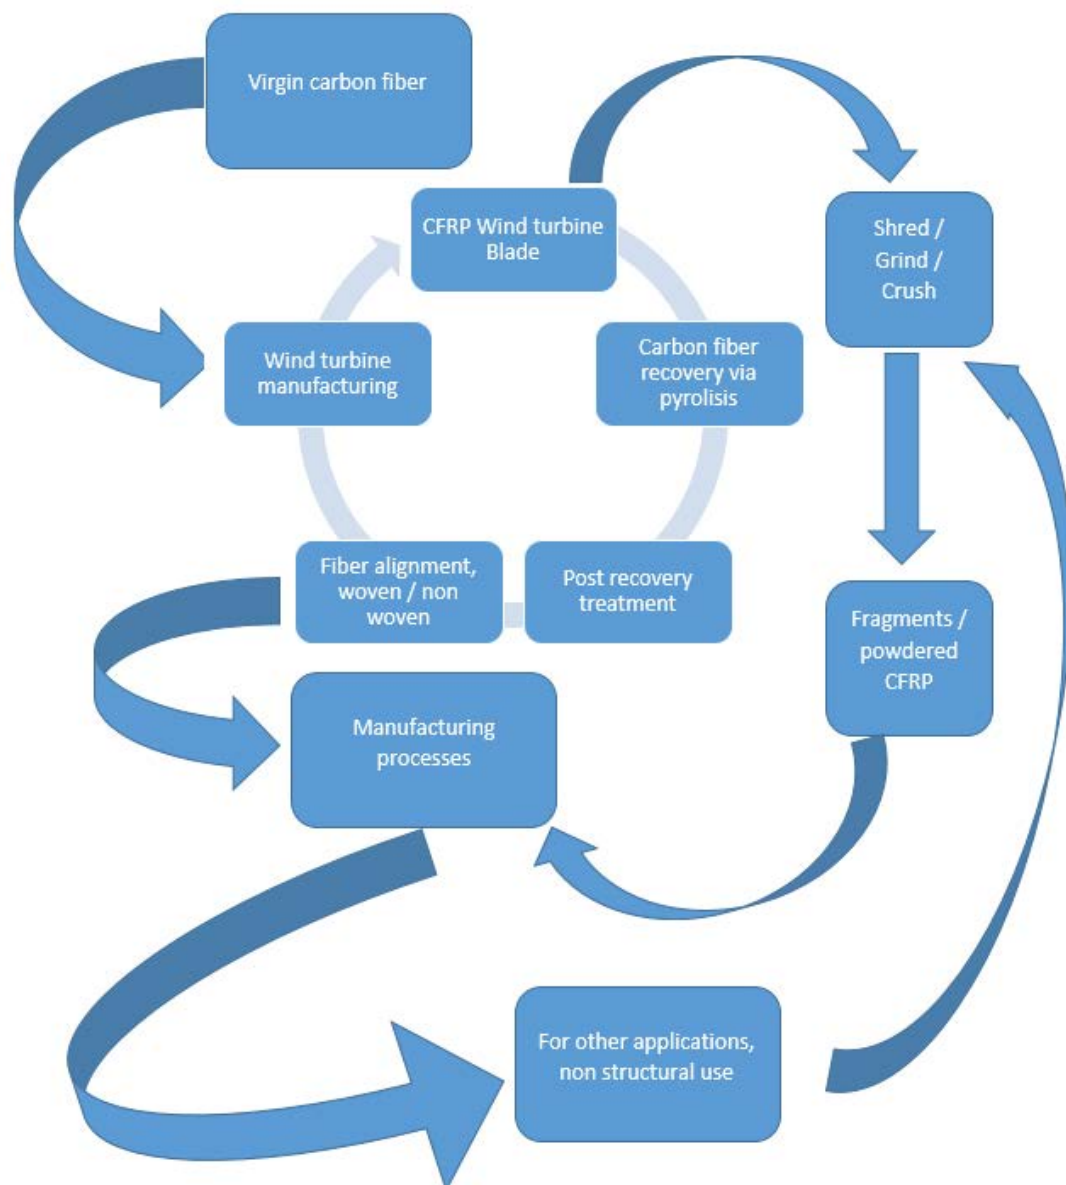 Virgin carbon fiber
CFRP Wind turbine
Blade
Shred /
Grind /
Crush
Wind turbine
manufacturing
Carbon fiber
recovery via
pyrolisis
Fiber alignment,
woven / non
woven
Post recovery
treatment
Fragments /
powdered
CFRP
Manufacturing
processes
For other applications,
non structural use